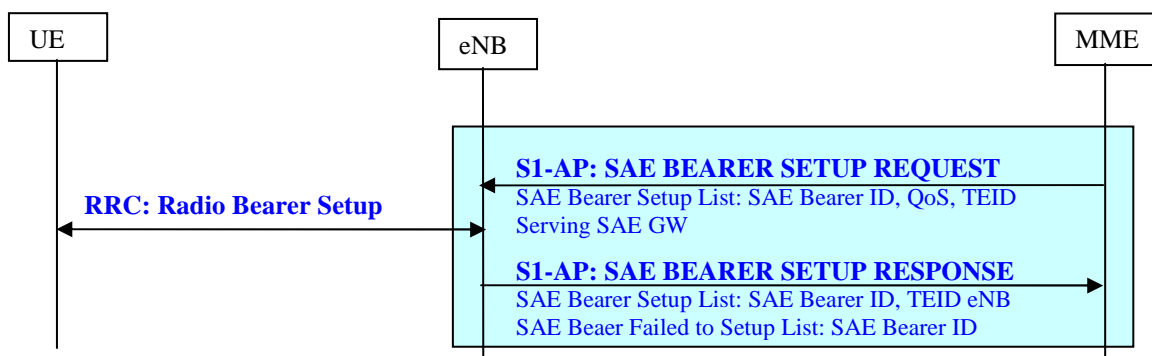 UE
eNB
MME
S1-AP: SAE BEARER SETUP REQUEST
SAE Bearer Setup List: SAE Bearer ID, QoS, TEID
Serving SAE GW
RRC: Radio Bearer Setup
S1-AP: SAE BEARER SETUP RESPONSE
SAE Bearer Setup List: SAE Bearer ID, TEID eNB
SAE Beaer Failed to Setup List: SAE Bearer ID